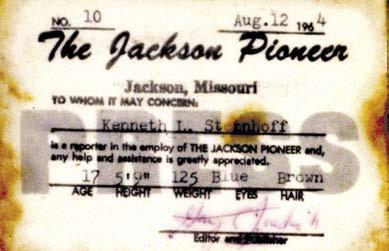 NO. 10 Aug. 12 1964
The Jackson Pioneer
Jackson, Missouri
TO WHOM IT MAY CONCERN:
PRESS
Kenneth L. Steinhoff
is a reporter in the employ of THE JACKSON PIONEER and,
any help and assistance is greatly appreciated.
17 5'9" 125 Blue Brown
AGE HEIGHT WEIGHT EYES HAIR
Editor and Publisher